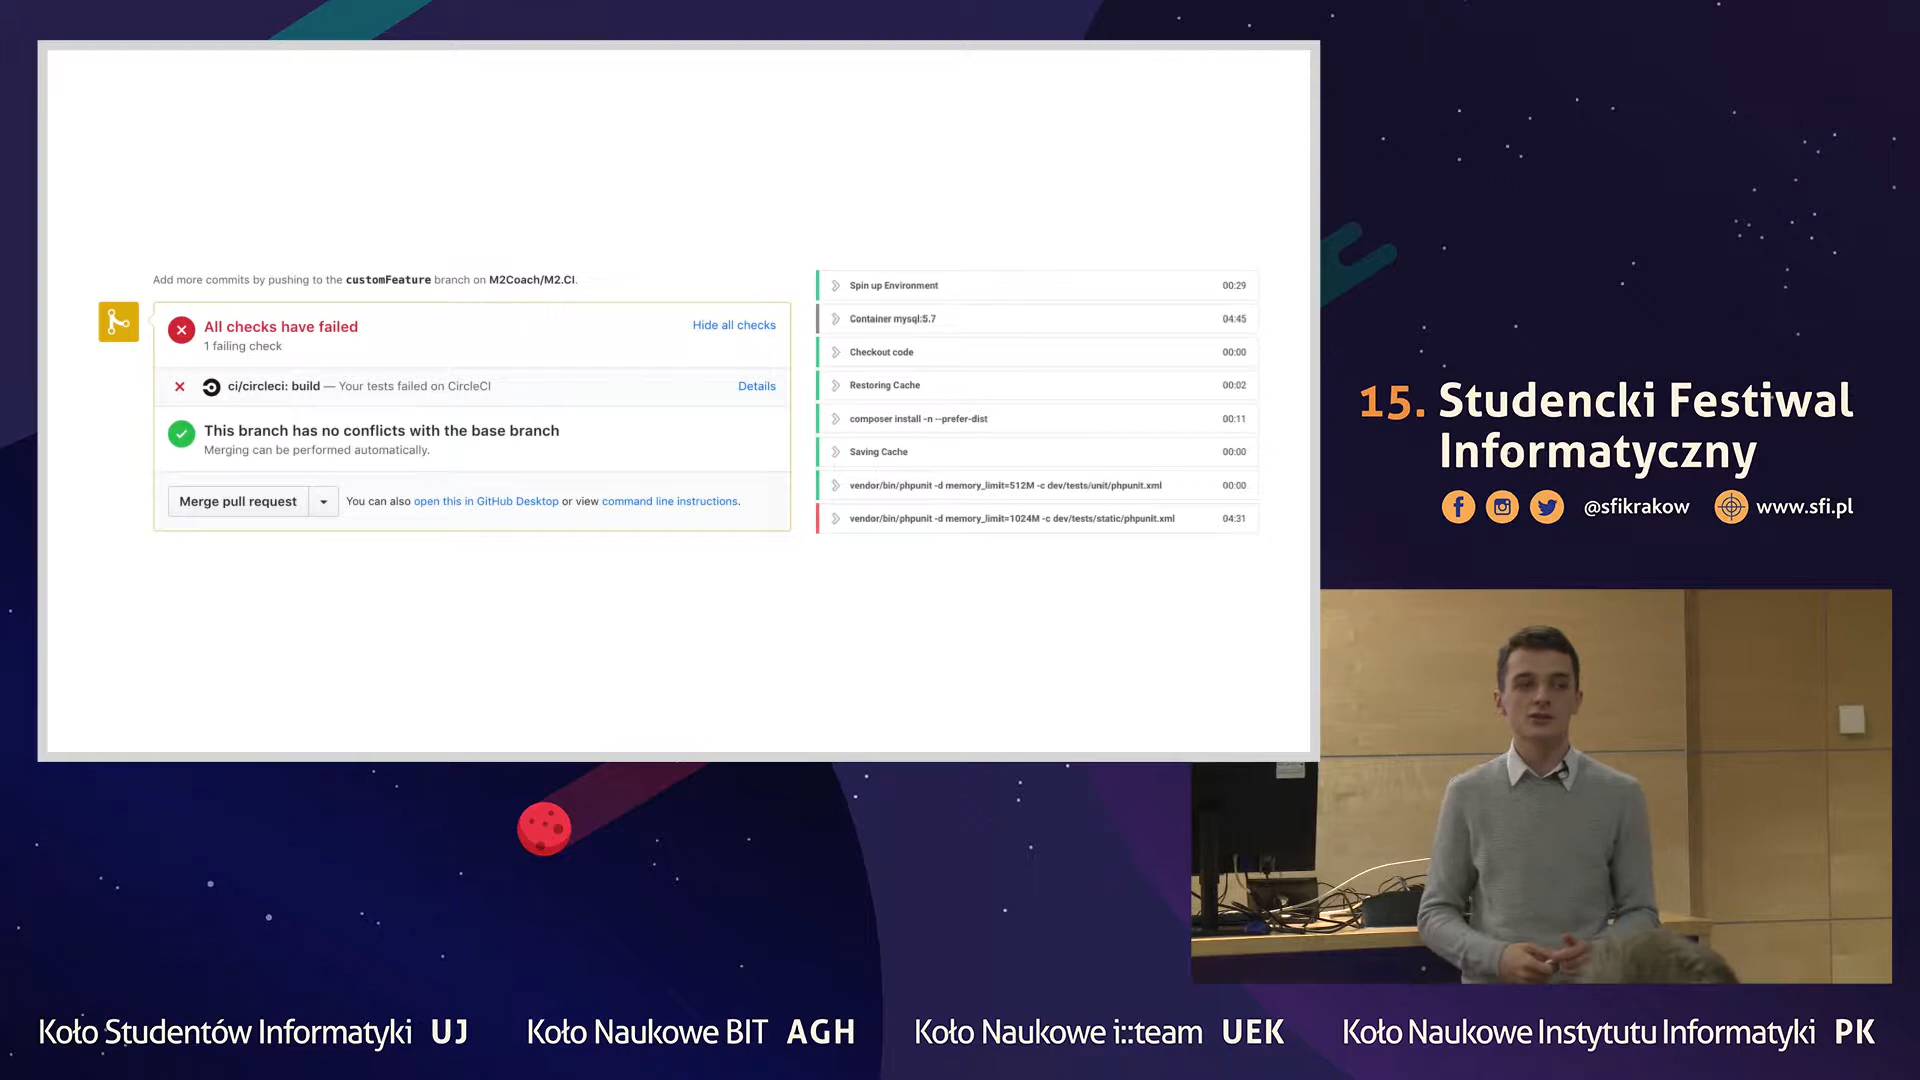 Add more commits by pushing to the customFeature branch on M2Coach/M2.CI.
All checks have failed
Hide all checks
1 failing check
ci/circleci: build — Your tests failed on CircleCI
Details
This branch has no conflicts with the base branch
Merging can be performed automatically.
Merge pull request
You can also open this in GitHub Desktop or view command line instructions.
Spin up Environment 00:29
Container mysql:5.7 04:45
Checkout code 00:00
Restoring Cache 00:02
composer install -n --prefer-dist 00:11
Saving Cache 00:00
vendor/bin/phpunit -d memory_limit=512M -c dev/tests/unit/phpunit.xml 00:00
vendor/bin/phpunit -d memory_limit=1024M -c dev/tests/static/phpunit.xml 04:31
15. Studencki Festiwal
Informatyczny
@sfikrakow www.sfi.pl
Koło Studentów Informatyki UJ
Koło Naukowe BIT AGH
Koło Naukowe i::team UEK
Koło Naukowe Instytutu Informatyki PK